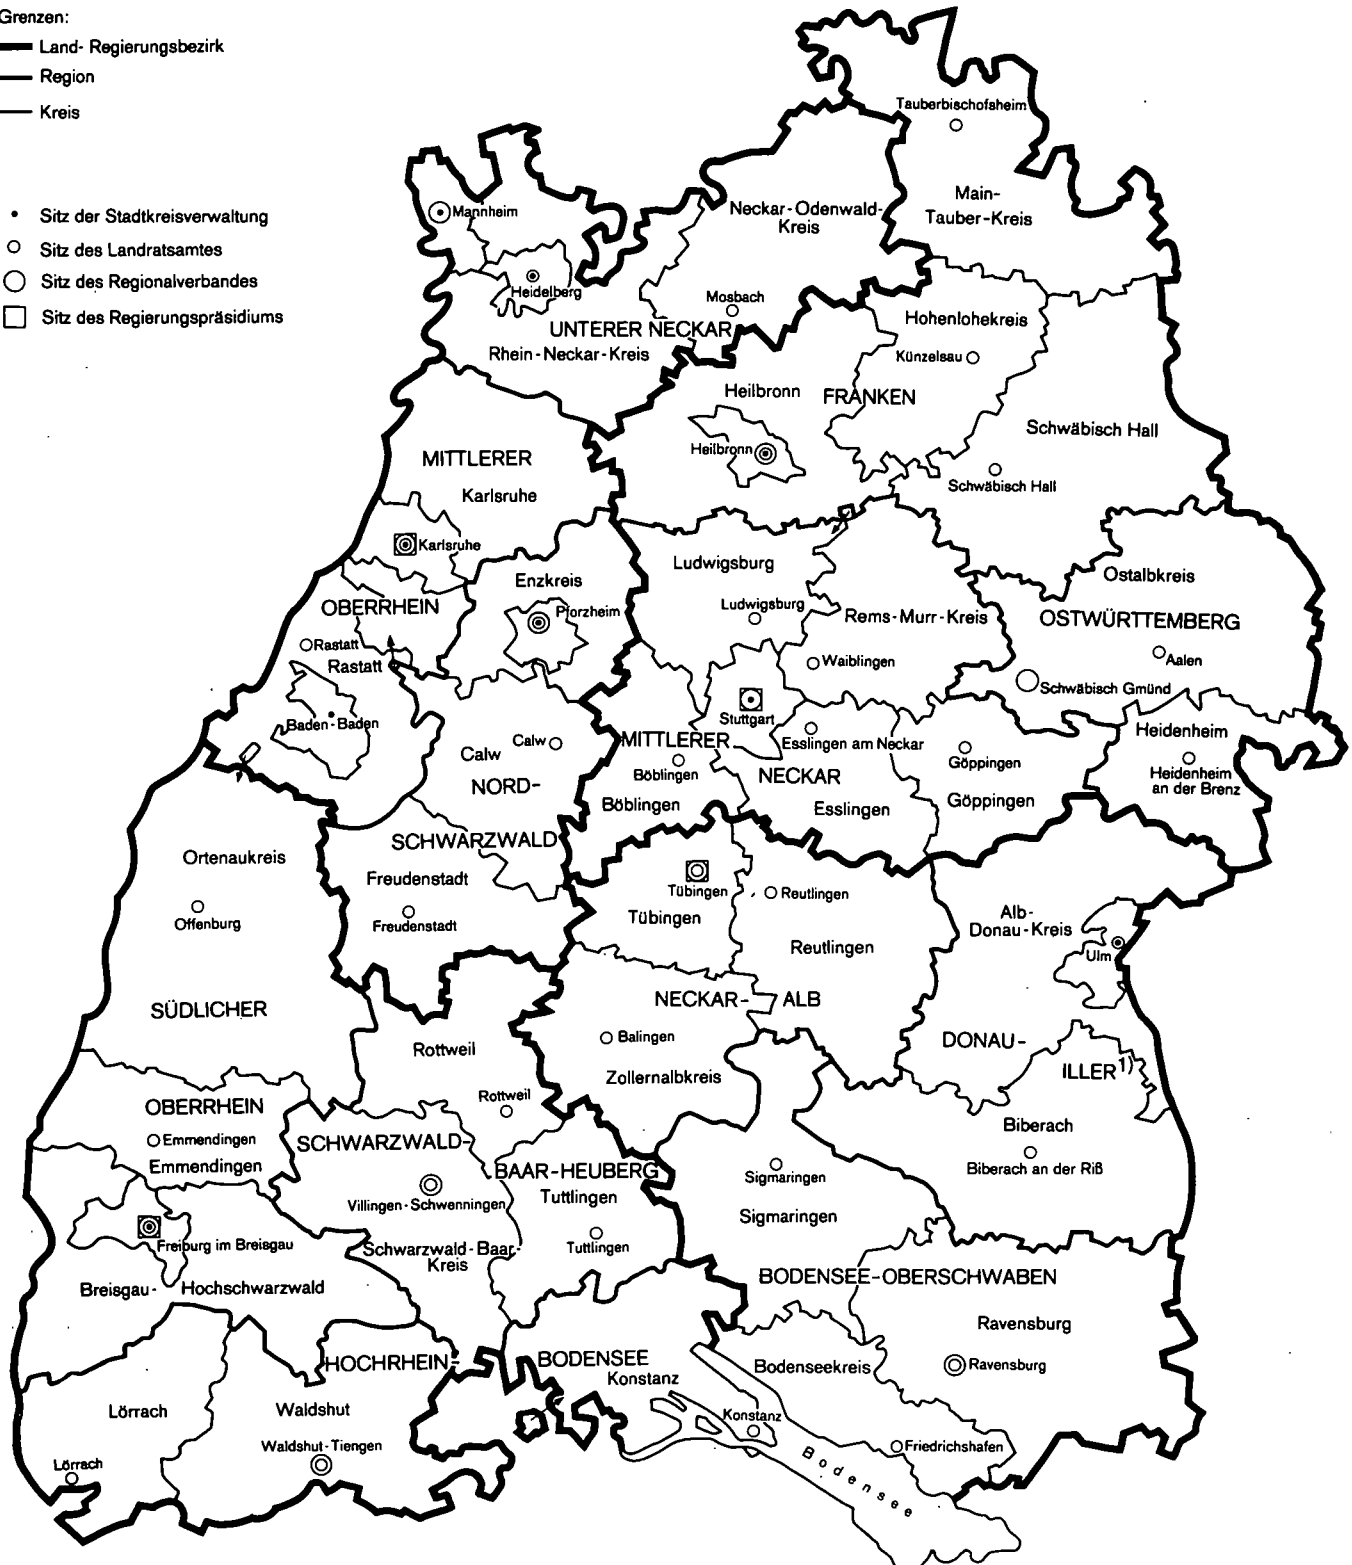 Grenzen:
Land- Regierungsbezirk
Region
Kreis
Sitz der Stadtkreisverwaltung
Sitz des Landratsamtes
Sitz des Regionalverbandes
Sitz des Regierungspräsidiums
Tauberbischofsheim
Main-
Tauber-Kreis
Mannheim
Neckar-Odenwald-
Kreis
Heidelberg
Mosbach
UNTERER NECKAR
Rhein-Neckar-Kreis
Hohenlohekreis
Künzelsau
Heilbronn
FRANKEN
Schwäbisch Hall
Heilbronn
Schwäbisch Hall
MITTLERER
Karlsruhe
Karlsruhe
Ludwigsburg
Enzkreis
Ostalbkreis
OBERRHEIN
Pforzheim
Ludwigsburg
Rems-Murr-Kreis
OSTWÜRTTEMBERG
Rastatt
Rastatt
Waiblingen
Aalen
Schwäbisch Gmünd
Baden-Baden
Stuttgart
Calw
Calw
MITTLERER
Esslingen am Neckar
Heidenheim
Göppingen
Böblingen
NECKAR
Heidenheim
an der Brenz
NORD-
Böblingen
Esslingen
Göppingen
SCHWARZWALD
Ortenaukreis
Freudenstadt
Tübingen
Reutlingen
Offenburg
Freudenstadt
Tübingen
Alb-
Donau-Kreis
Reutlingen
Ulm
SÜDLICHER
NECKAR-
ALB
Rottweil
Balingen
DONAU-
Zollernalbkreis
ILLER1)
OBERRHEIN
Rottweil
Emmendingen
Emmendingen
SCHWARZWALD-
Biberach
BAAR-HEUBERG
Biberach an der Riß
Sigmaringen
Villingen-Schwenningen
Tuttlingen
Sigmaringen
Freiburg im Breisgau
Schwarzwald-Baar-
Kreis
Tuttlingen
Breisgau-
Hochschwarzwald
BODENSEE-OBERSCHWABEN
Ravensburg
HOCHRHEIN-
BODENSEE
Konstanz
Bodenseekreis
Ravensburg
Lörrach
Waldshut
Konstanz
Waldshut-Tiengen
Friedrichshafen
Lörrach
Bodensee